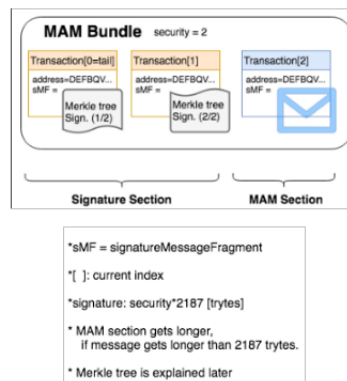 MAM Bundle security = 2
Transaction[0=tail] Transaction[1] Transaction[2]
address=DEFBQV... address=DEFBQV... address=DEFBQV...
sMF = sMF = sMF =
Merkle tree Merkle tree
Sign. (1/2) Sign. (2/2)
Signature Section MAM Section
*sMF = signatureMessageFragment
*[ ]: current index
*signature: security*2187 [trytes]
* MAM section gets longer,
if message gets longer than 2187 trytes.
* Merkle tree is explained later